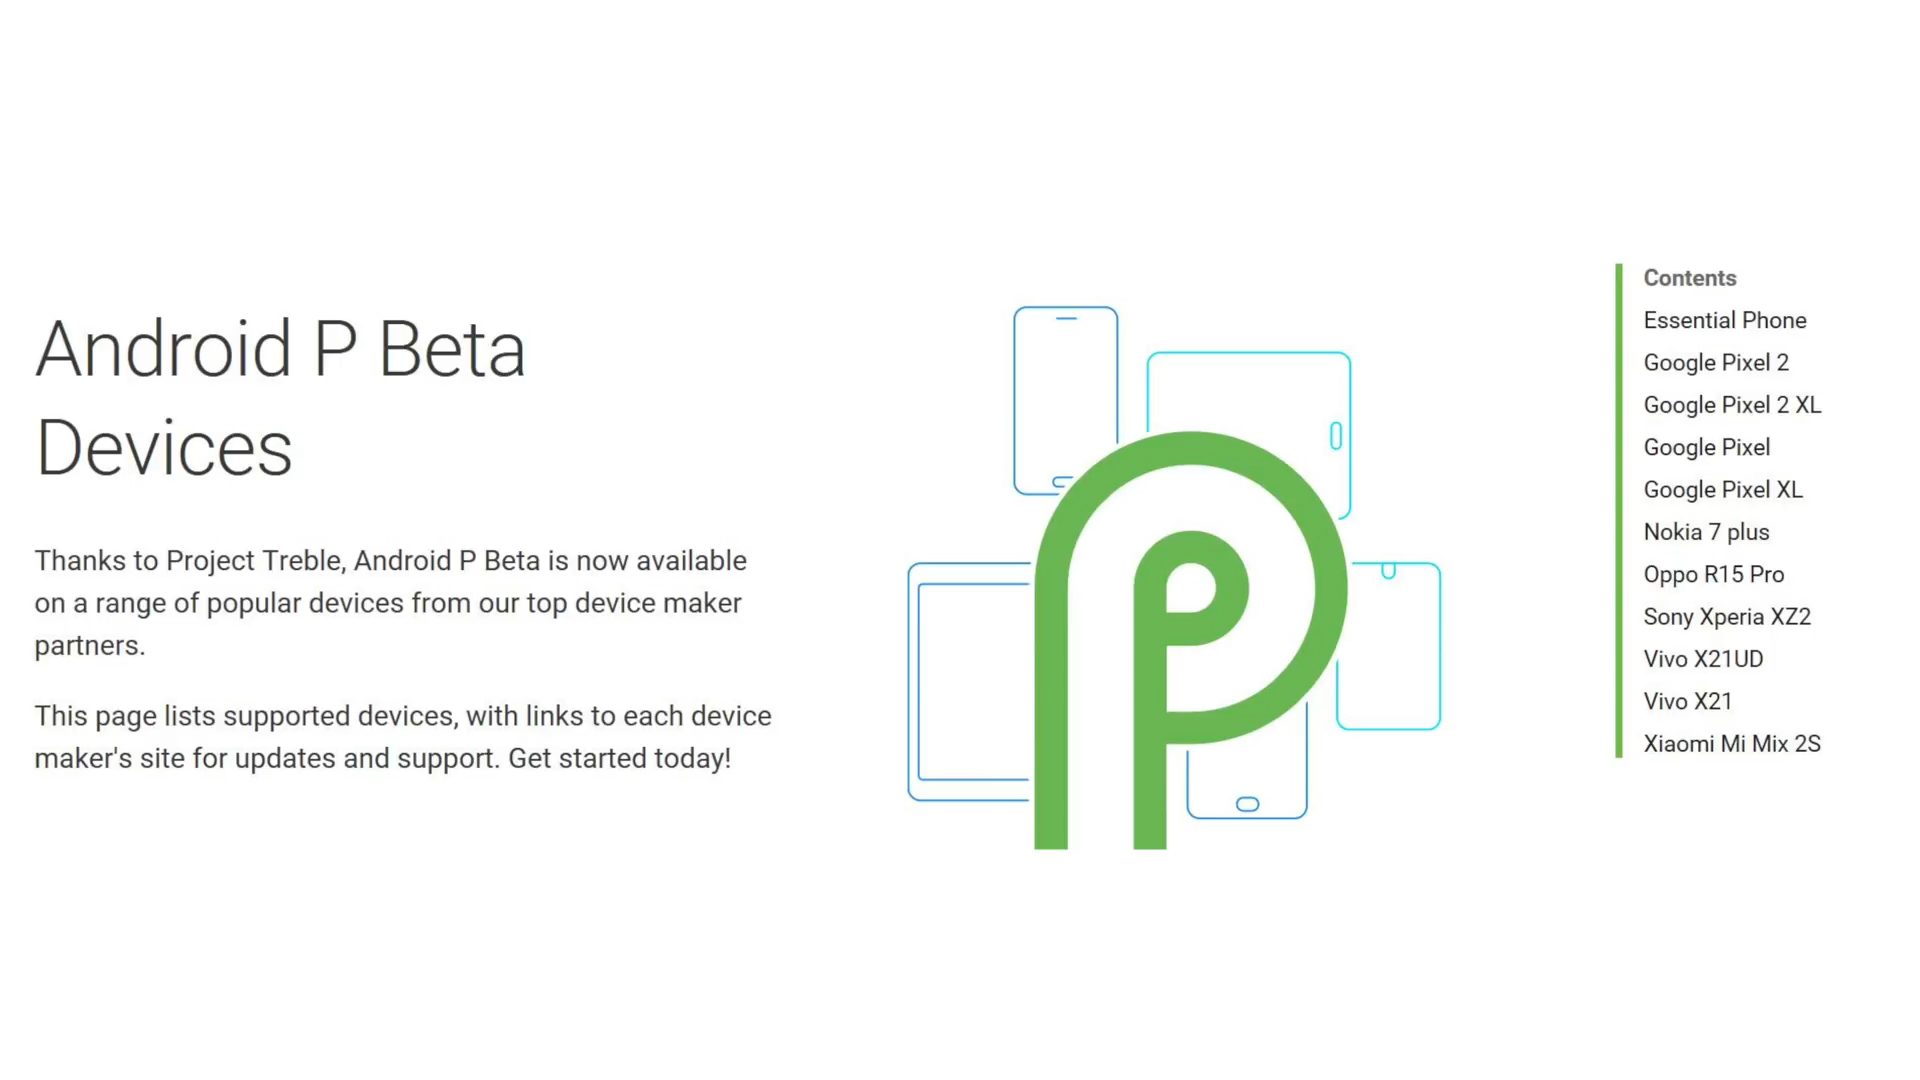 Android P Beta
Devices
Thanks to Project Treble, Android P Beta is now available
on a range of popular devices from our top device maker
partners.
This page lists supported devices, with links to each device
maker's site for updates and support. Get started today!
Contents
Essential Phone
Google Pixel 2
Google Pixel 2 XL
Google Pixel
Google Pixel XL
Nokia 7 plus
Oppo R15 Pro
Sony Xperia XZ2
Vivo X21UD
Vivo X21
Xiaomi Mi Mix 2S